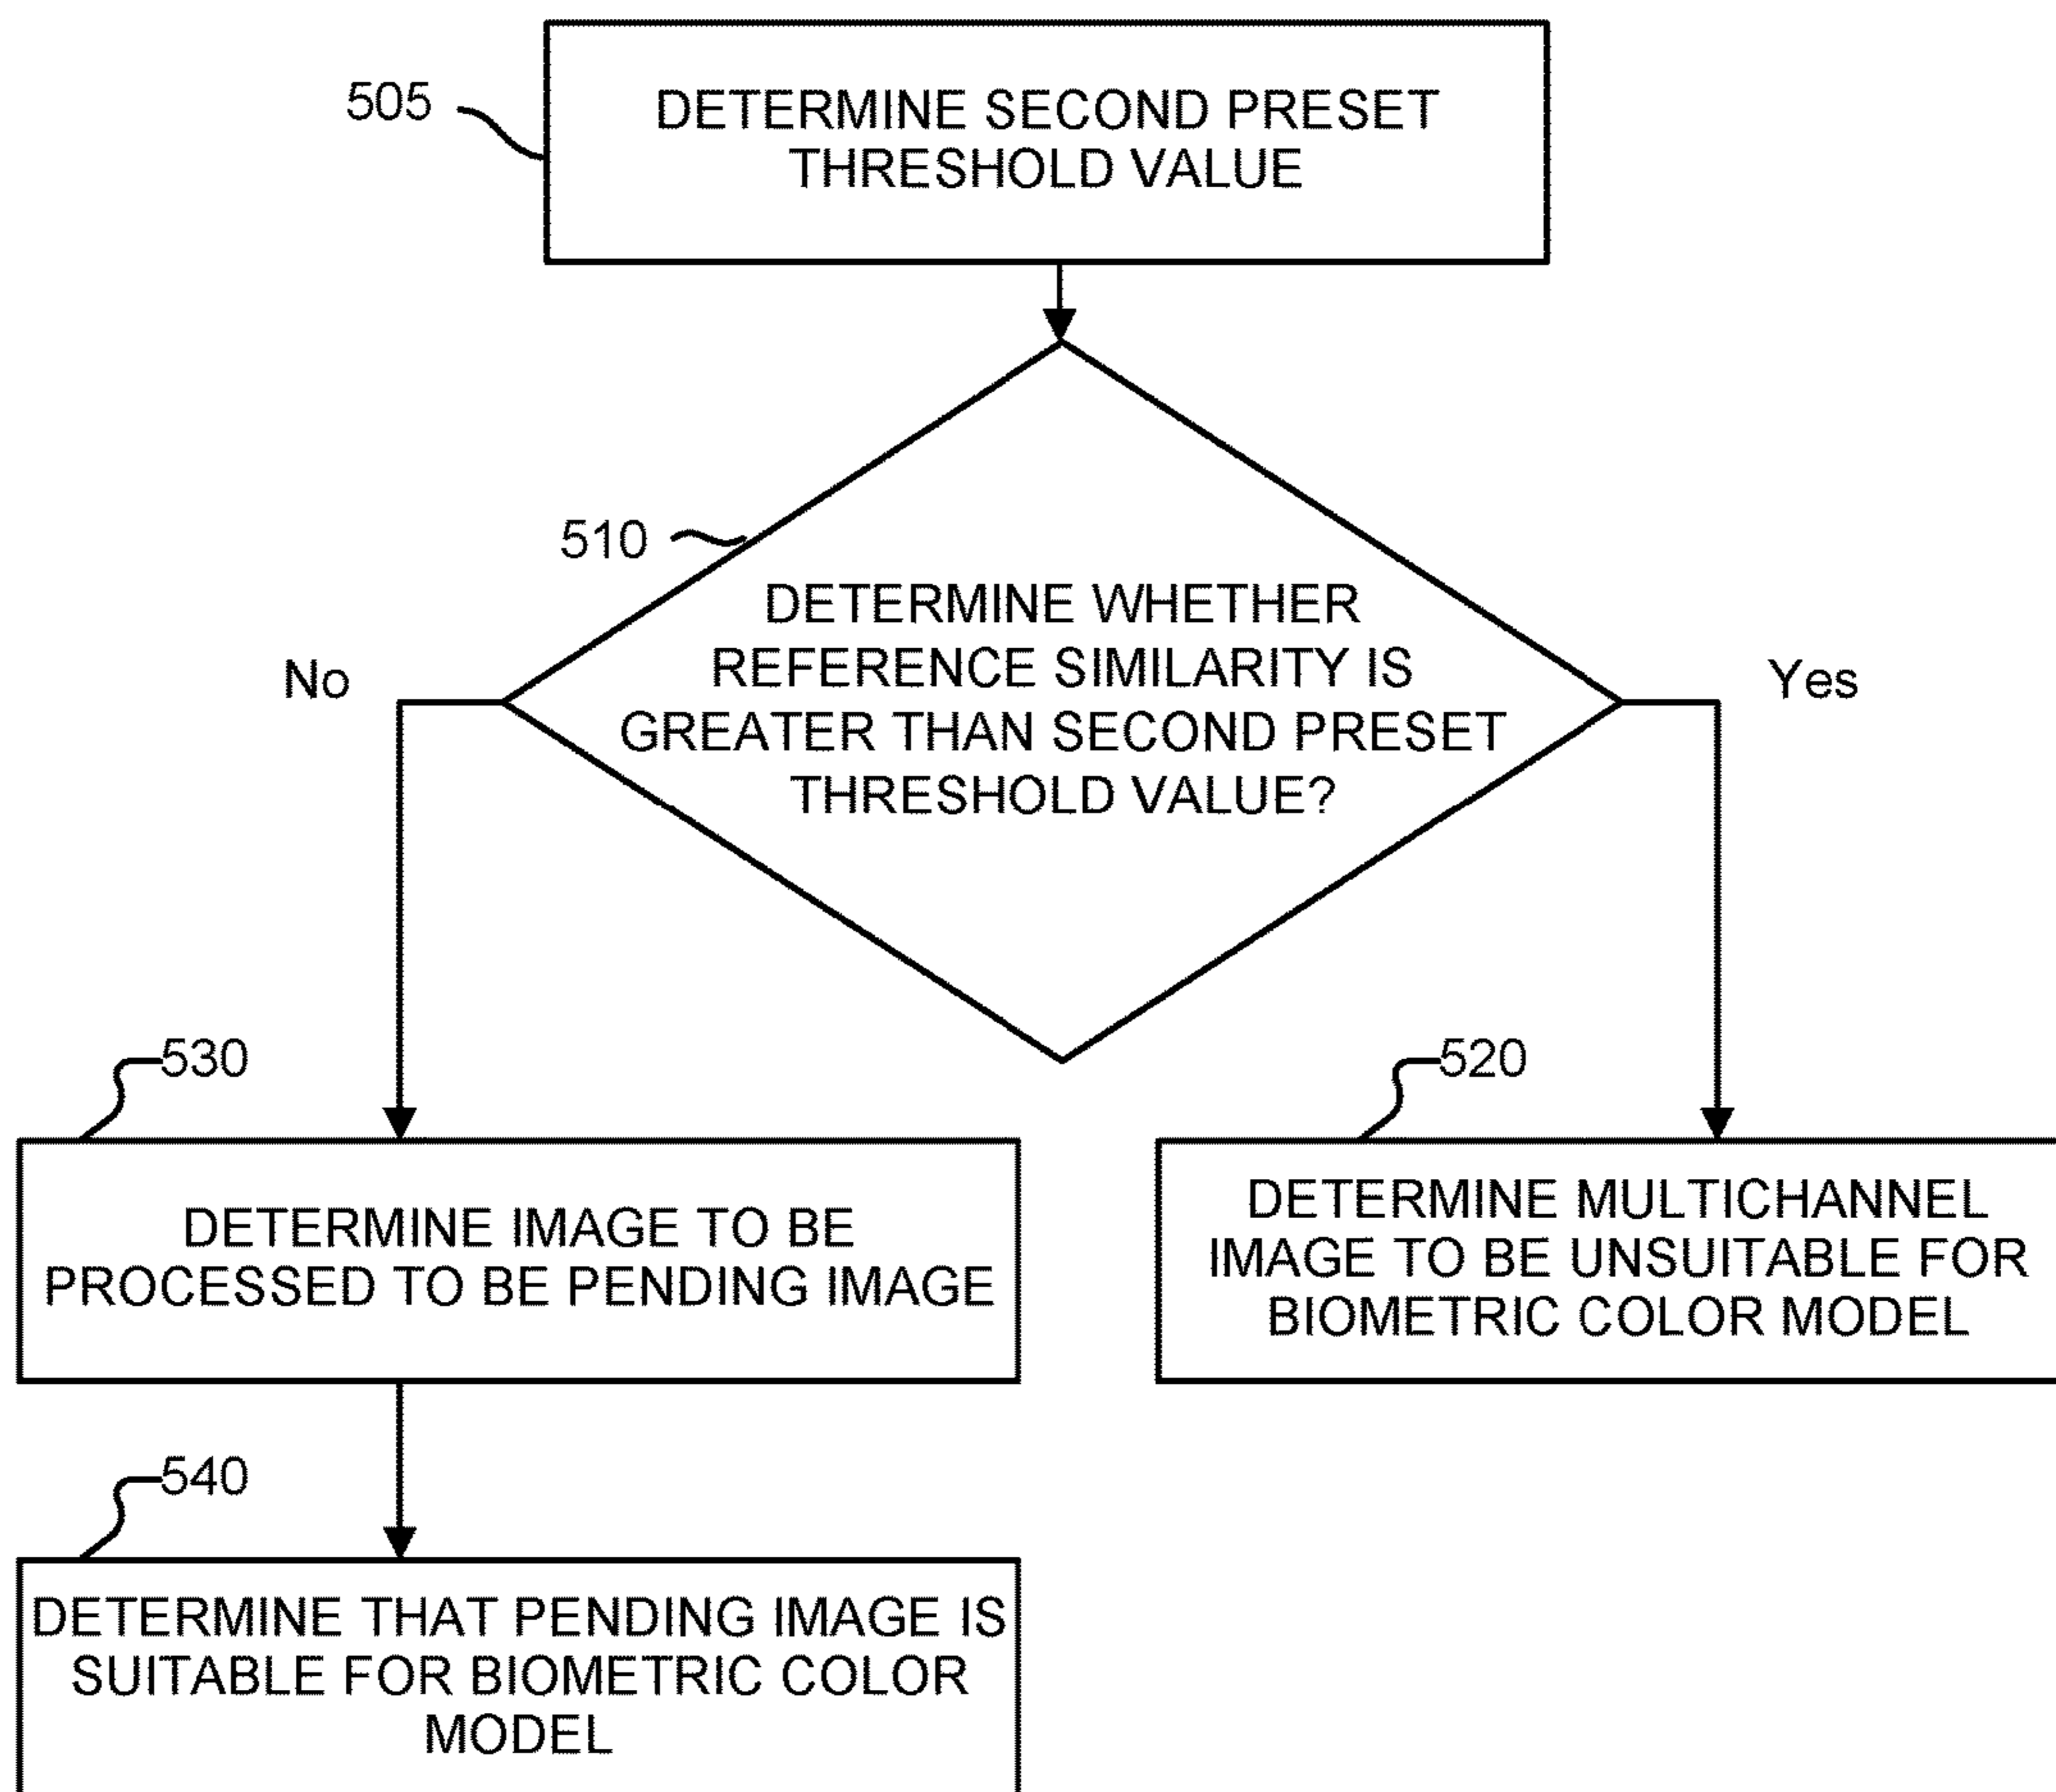 505
DETERMINE SECOND PRESET
THRESHOLD VALUE
510
DETERMINE WHETHER
REFERENCE SIMILARITY IS
GREATER THAN SECOND PRESET
THRESHOLD VALUE?
No
Yes
530
DETERMINE IMAGE TO BE
PROCESSED TO BE PENDING IMAGE
520
DETERMINE MULTICHANNEL
IMAGE TO BE UNSUITABLE FOR
BIOMETRIC COLOR MODEL
540
DETERMINE THAT PENDING IMAGE IS
SUITABLE FOR BIOMETRIC COLOR
MODEL